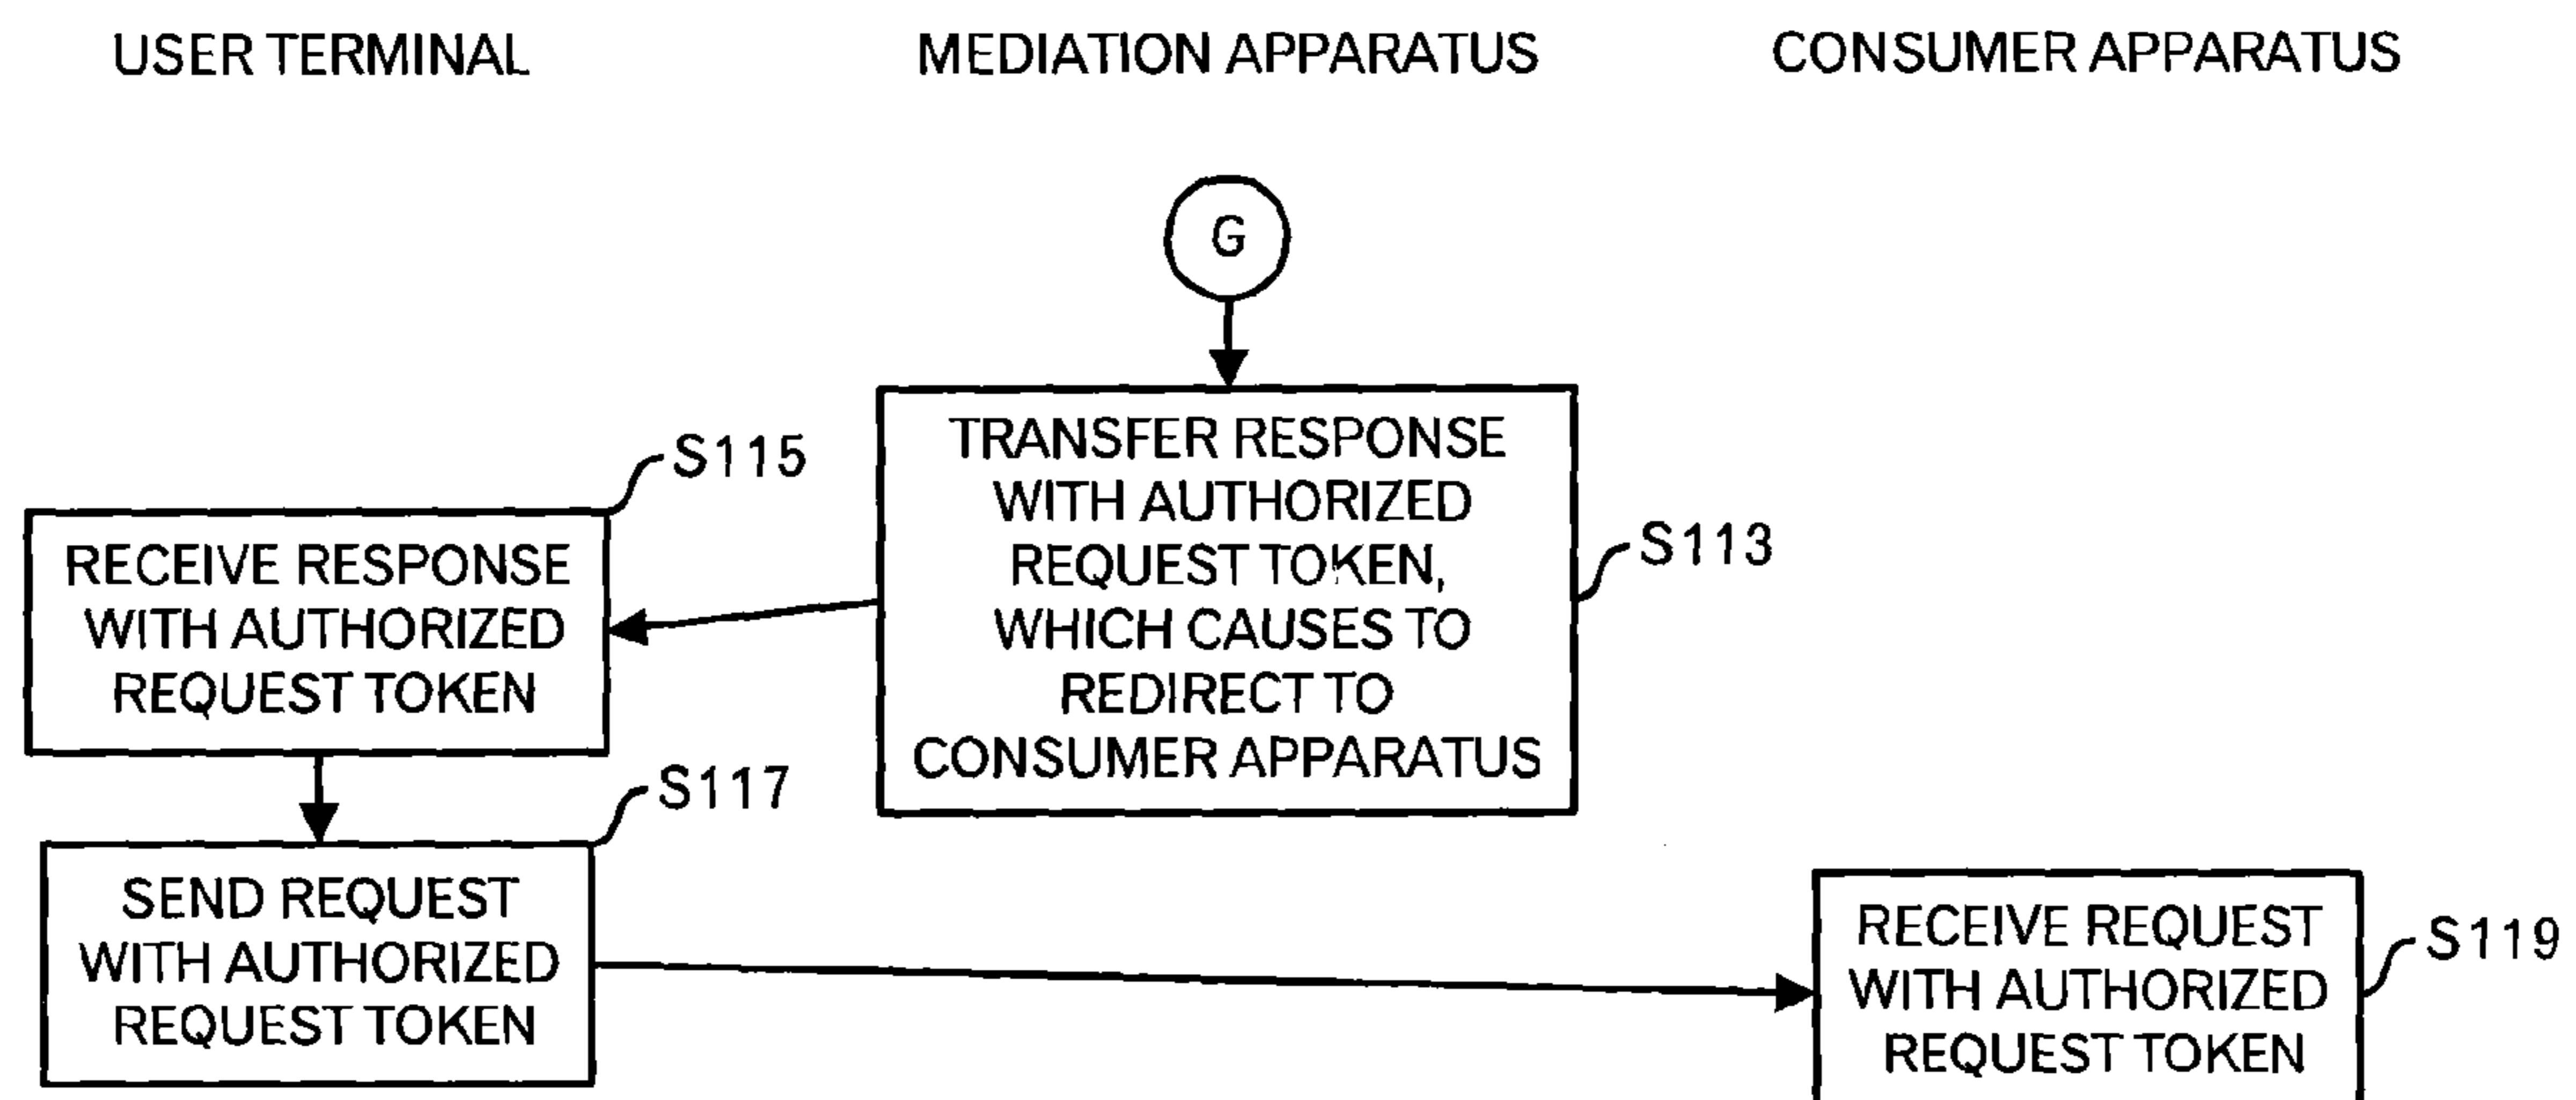 USER TERMINAL
MEDIATION APPARATUS
CONSUMER APPARATUS
G
TRANSFER RESPONSE
WITH AUTHORIZED
REQUEST TOKEN,
WHICH CAUSES TO
REDIRECT TO
CONSUMER APPARATUS
S113
S115
RECEIVE RESPONSE
WITH AUTHORIZED
REQUEST TOKEN
S117
SEND REQUEST
WITH AUTHORIZED
REQUEST TOKEN
RECEIVE REQUEST
WITH AUTHORIZED
REQUEST TOKEN
S119